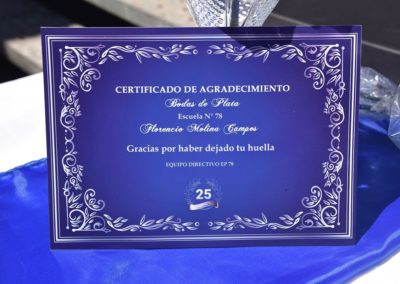 CERTIFICADO DE AGRADECIMIENTO
Bodas de Plata
Escuela N° 78
Florencio Molina Campos
Gracias por haber dejado tu huella
EQUIPO DIRECTIVO EP 78
25